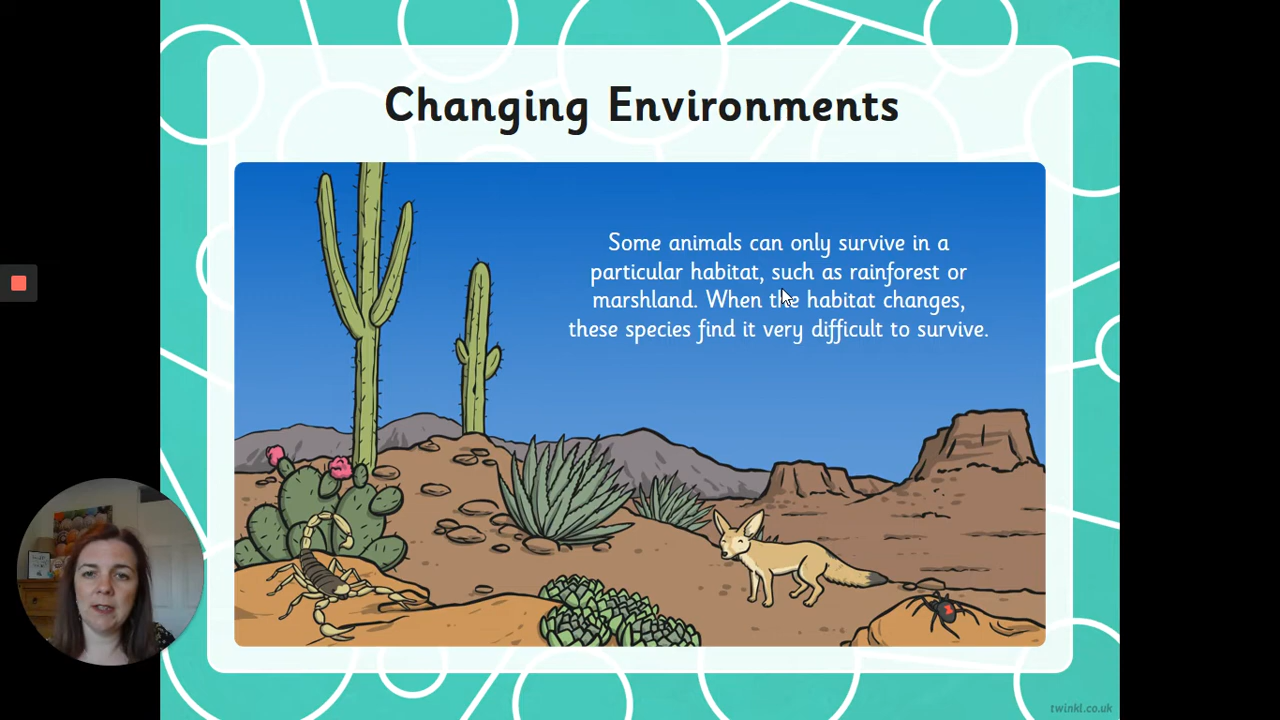 Changing Environments
Some animals can only survive in a
particular habitat, such as rainforest or
marshland. When the habitat changes,
these species find it very difficult to survive.
twinkl.co.uk